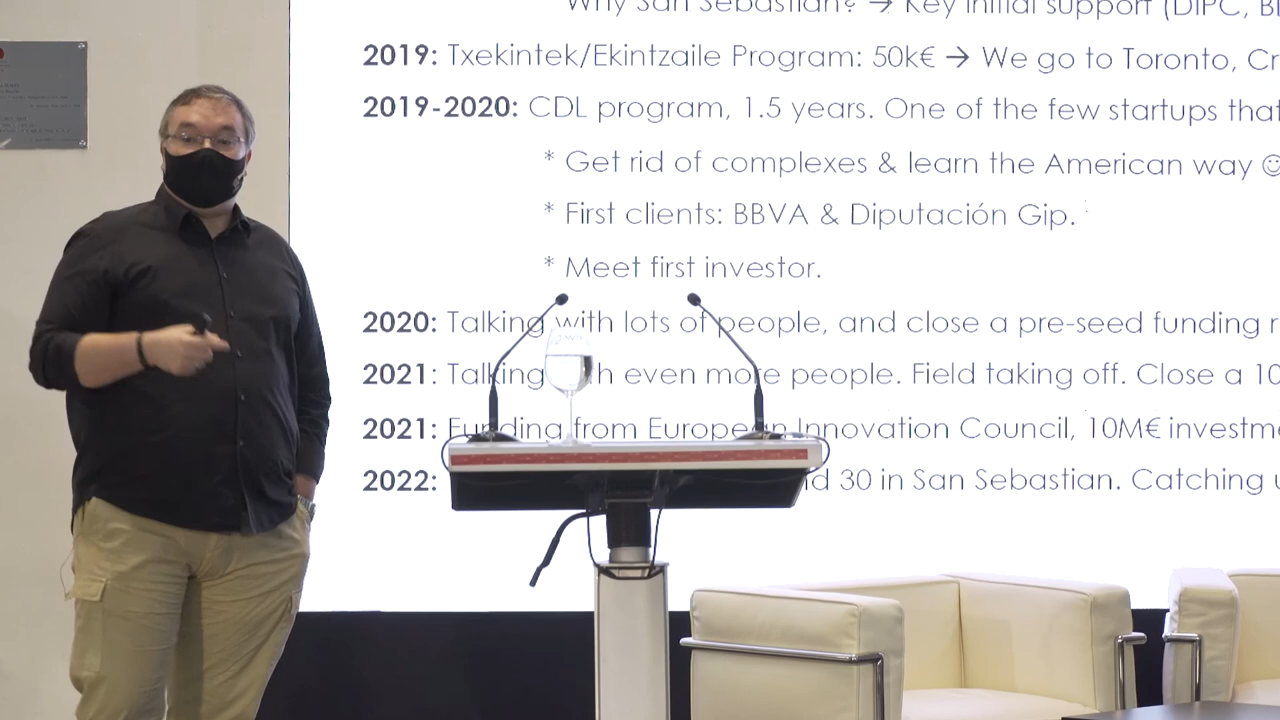 Why San Sebastian? → Key initial support (DIPC,
2019: Txekintek/Ekintzaile Program: 50k€ → We go to Toronto,
2019-2020: CDL program, 1.5 years. One of the few startups that
* Get rid of complexes & learn the American way ☺
* First clients: BBVA & Diputación Gip.
* Meet first investor.
2020: Talking with lots of people, and close a pre-seed funding
2021: Talking with even more people. Field taking off. Close a 10
2021: Funding from European Innovation Council, 10M€
2022: 30 in San Sebastian. Catching